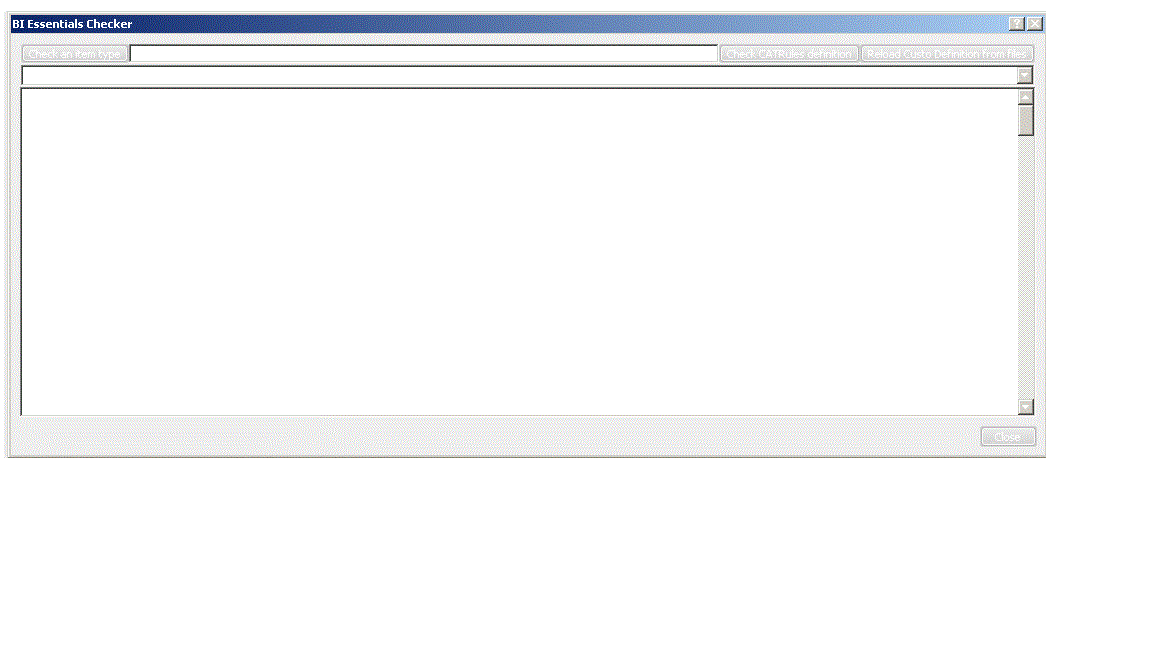 BI Essentials Checker
Check an item type Check CATRules definition Reload Custo Definition from files
Close